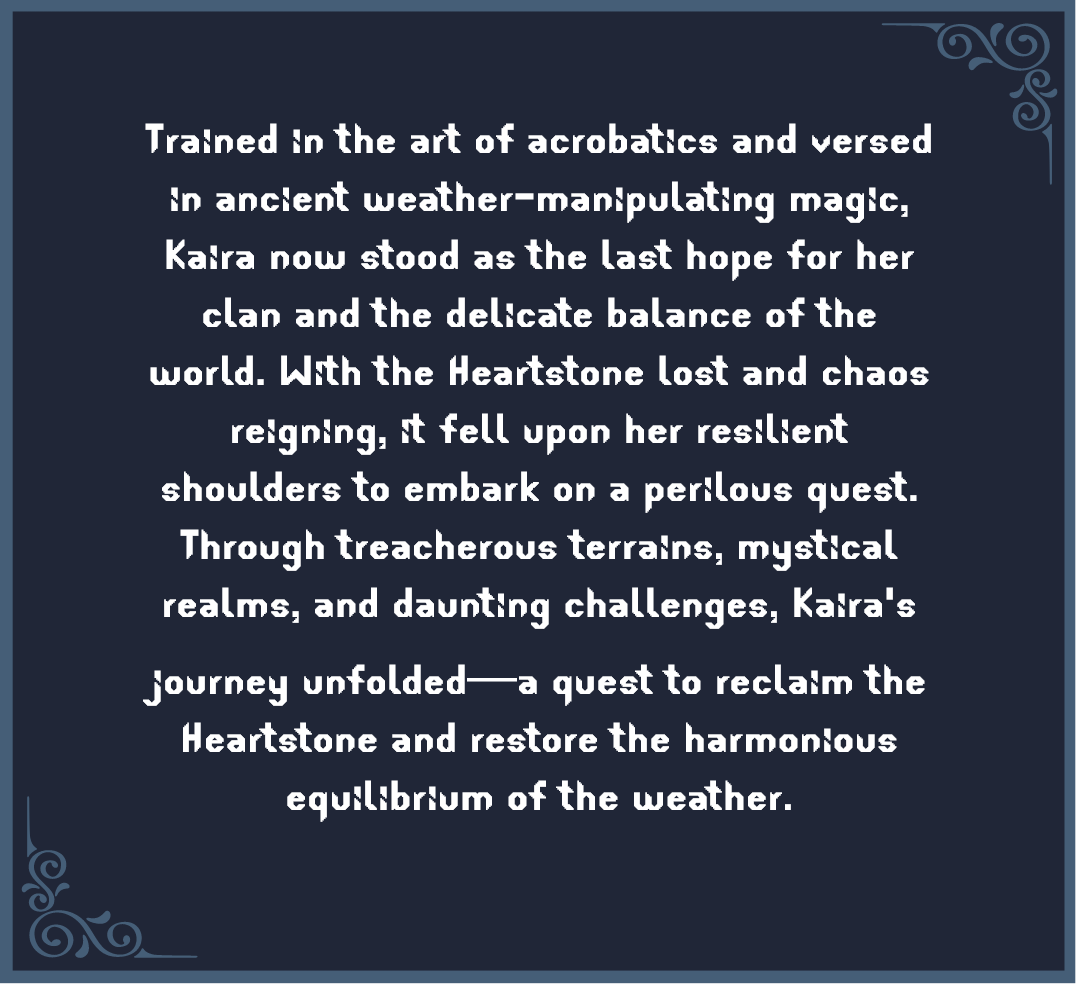 Trained in the art of acrobatics and versed
in ancient weather-manipulating magic,
Kaira now stood as the last hope for her
clan and the delicate balance of the
world. With the Heartstone lost and chaos
reigning, it fell upon her resilient
shoulders to embark on a perilous quest.
Through treacherous terrains, mystical
realms, and daunting challenges, Kaira's
journey unfolded—a quest to reclaim the
Heartstone and restore the harmonious
equilibrium of the weather.